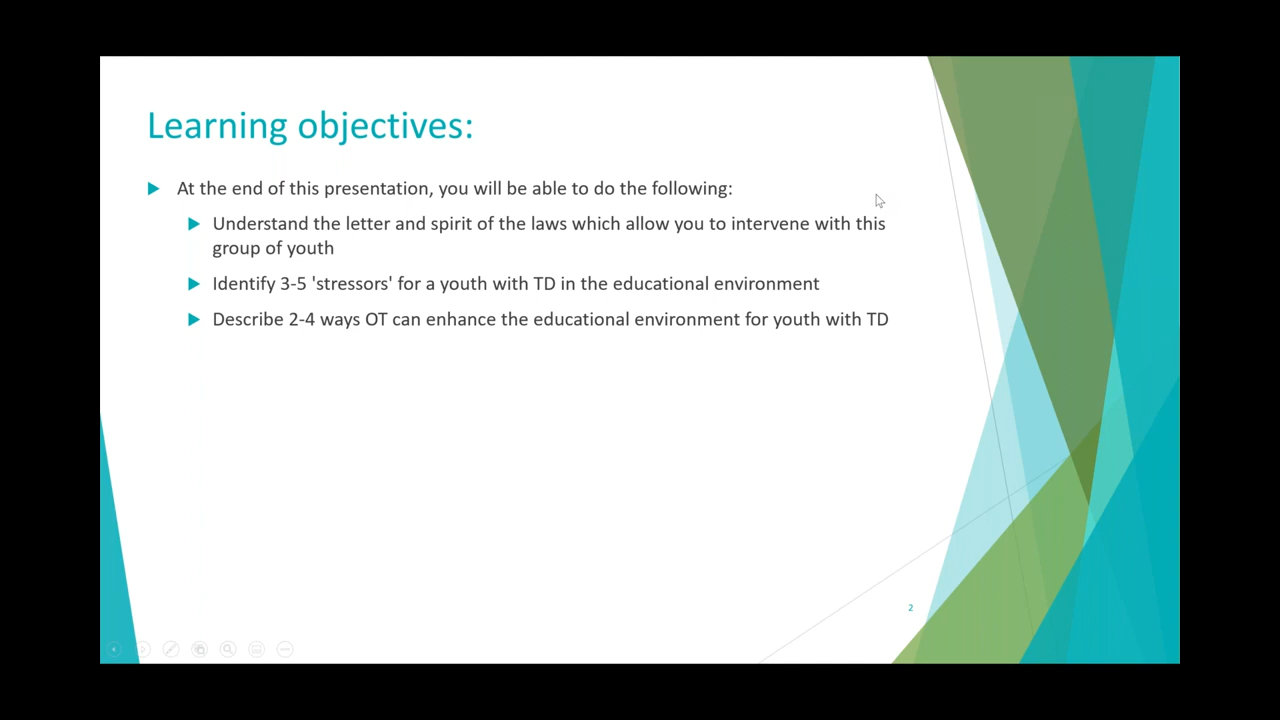 Learning objectives:
At the end of this presentation, you will be able to do the following:
Understand the letter and spirit of the laws which allow you to intervene with this
group of youth
Identify 3-5 'stressors' for a youth with TD in the educational environment
Describe 2-4 ways OT can enhance the educational environment for youth with TD
2